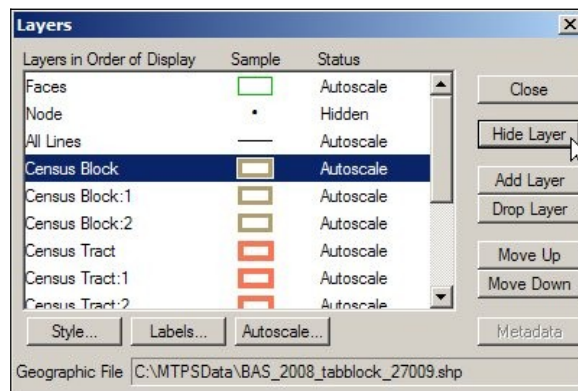 Layers
Layers in Order of Display Sample Status
Faces Autoscale
Node Hidden
All Lines Autoscale
Census Block Autoscale
Census Block:1 Autoscale
Census Block:2 Autoscale
Census Tract Autoscale
Census Tract:1 Autoscale
Census Tract:2 Autoscale
Close
Hide Layer
Add Layer
Drop Layer
Move Up
Move Down
Style... Labels... Autoscale... Metadata
Geographic File C:\MTPSData\BAS_2008_tabblock_27009.shp